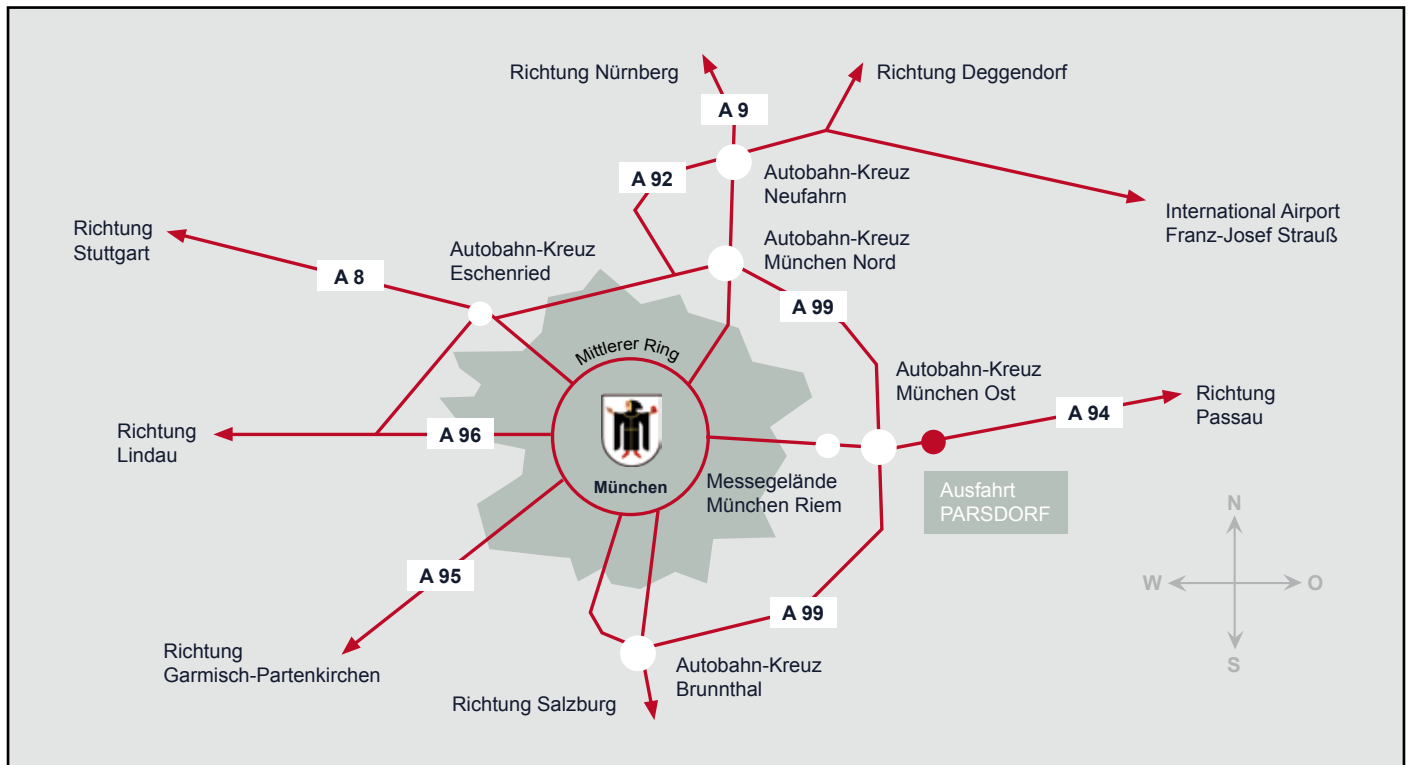 Richtung Nürnberg
Richtung Deggendorf
A 9
Autobahn-Kreuz
Neufahrn
A 92
International Airport
Franz-Josef Strauß
Richtung
Stuttgart
Autobahn-Kreuz
Eschenried
Autobahn-Kreuz
München Nord
A 8
A 99
Mittlerer Ring
Autobahn-Kreuz
München Ost
Richtung
Passau
A 94
Richtung
Lindau
A 96
München
Messegelände
München Riem
Ausfahrt
PARSDORF
N
W
O
S
A 95
A 99
Richtung
Garmisch-Partenkirchen
Autobahn-Kreuz
Brunnthal
Richtung Salzburg